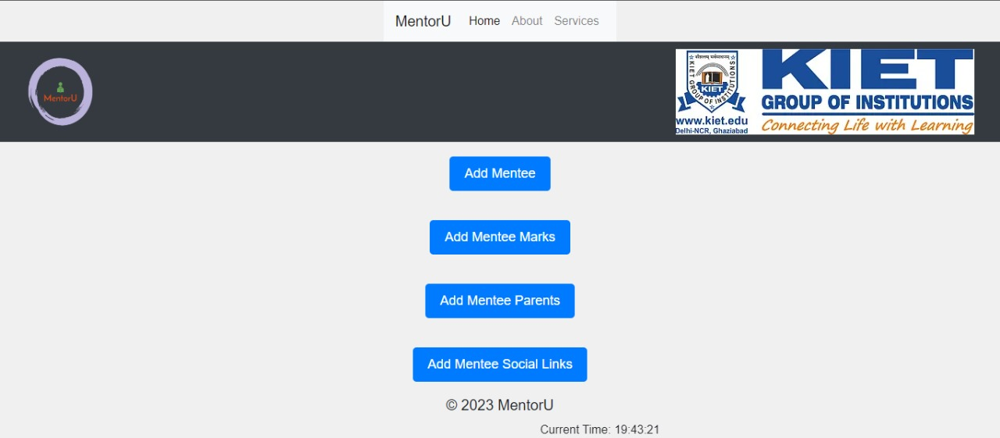 MentorU Home About Services
MentorU
KIET GROUP OF INSTITUTIONS
KIET
www.kiet.edu
Delhi-NCR, Ghaziabad
KIET
GROUP OF INSTITUTIONS
Connecting Life with Learning
Add Mentee
Add Mentee Marks
Add Mentee Parents
Add Mentee Social Links
© 2023 MentorU
Current Time: 19:43:21